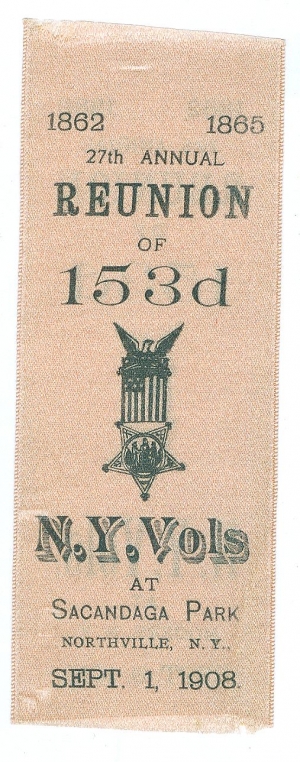 1862 1865
27th ANNUAL
REUNION
OF
153d
N.Y. Vols
AT
SACANDAGA PARK
NORTHVILLE, N. Y..
SEPT. 1, 1908.